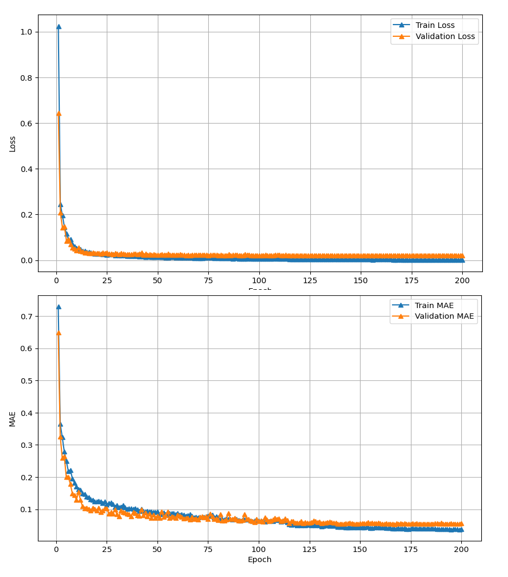 1.0
0.8
0.6
0.4
0.2
0.0
Loss
Train Loss
Validation Loss
0 25 50 75 100 125 150 175 200
Epoch
0.7
0.6
0.5
0.4
0.3
0.2
0.1
MAE
Train MAE
Validation MAE
0 25 50 75 100 125 150 175 200
Epoch